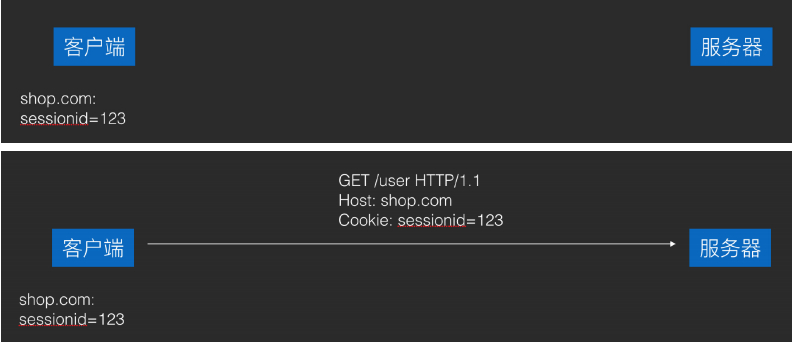 客户端
服务器
shop.com:
sessionid=123
GET /user HTTP/1.1
Host: shop.com
Cookie: sessionid=123
客户端
服务器
shop.com:
sessionid=123